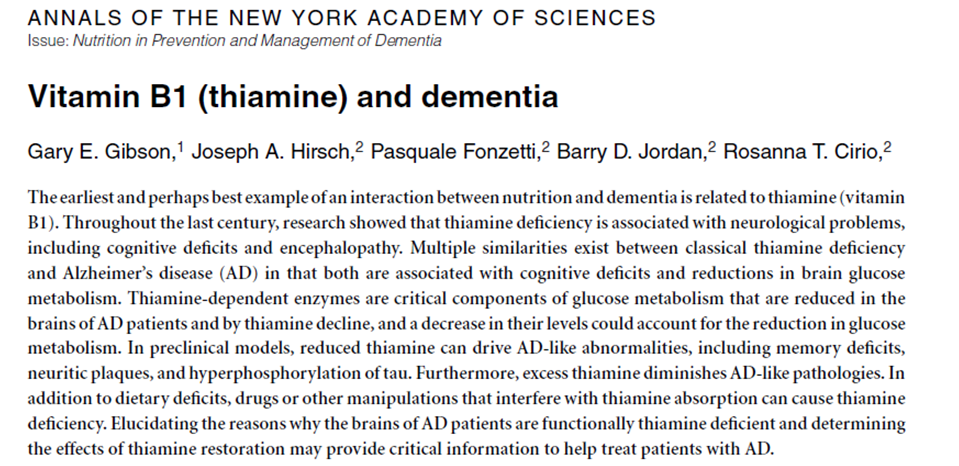 ANNALS OF THE NEW YORK ACADEMY OF SCIENCES
Issue: Nutrition in Prevention and Management of Dementia
Vitamin B1 (thiamine) and dementia
Gary E. Gibson,¹ Joseph A. Hirsch,² Pasquale Fonzetti,² Barry D. Jordan,² Rosanna T. Cirio,²
The earliest and perhaps best example of an interaction between nutrition and dementia is related to thiamine (vitamin
B1). Throughout the last century, research showed that thiamine deficiency is associated with neurological problems,
including cognitive deficits and encephalopathy. Multiple similarities exist between classical thiamine deficiency
and Alzheimer's disease (AD) in that both are associated with cognitive deficits and reductions in brain glucose
metabolism. Thiamine-dependent enzymes are critical components of glucose metabolism that are reduced in the
brains of AD patients and by thiamine decline, and a decrease in their levels could account for the reduction in glucose
metabolism. In preclinical models, reduced thiamine can drive AD-like abnormalities, including memory deficits,
neuritic plaques, and hyperphosphorylation of tau. Furthermore, excess thiamine diminishes AD-like pathologies. In
addition to dietary deficits, drugs or other manipulations that interfere with thiamine absorption can cause thiamine
deficiency. Elucidating the reasons why the brains of AD patients are functionally thiamine deficient and determining
the effects of thiamine restoration may provide critical information to help treat patients with AD.